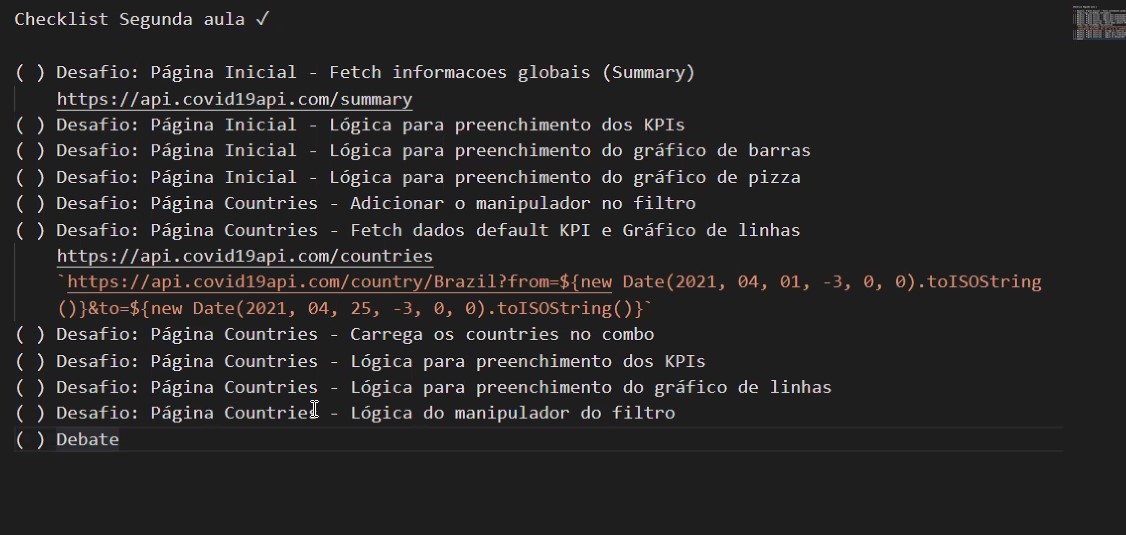 Checklist Segunda aula ✓
( ) Desafio: Página Inicial - Fetch informacoes globais (Summary)
https://api.covid19api.com/summary
( ) Desafio: Página Inicial - Lógica para preenchimento dos KPIs
( ) Desafio: Página Inicial - Lógica para preenchimento do gráfico de barras
( ) Desafio: Página Inicial - Lógica para preenchimento do gráfico de pizza
( ) Desafio: Página Countries - Adicionar o manipulador no filtro
( ) Desafio: Página Countries - Fetch dados default KPI e Gráfico de linhas
https://api.covid19api.com/countries
`https://api.covid19api.com/country/Brazil?from=${new Date(2021, 04, 01, -3, 0, 0).toISOString
()}&to=${new Date(2021, 04, 25, -3, 0, 0).toISOString()}`
( ) Desafio: Página Countries - Carrega os countries no combo
( ) Desafio: Página Countries - Lógica para preenchimento dos KPIs
( ) Desafio: Página Countries - Lógica para preenchimento do gráfico de linhas
( ) Desafio: Página Countries - Lógica do manipulador do filtro
( ) Debate